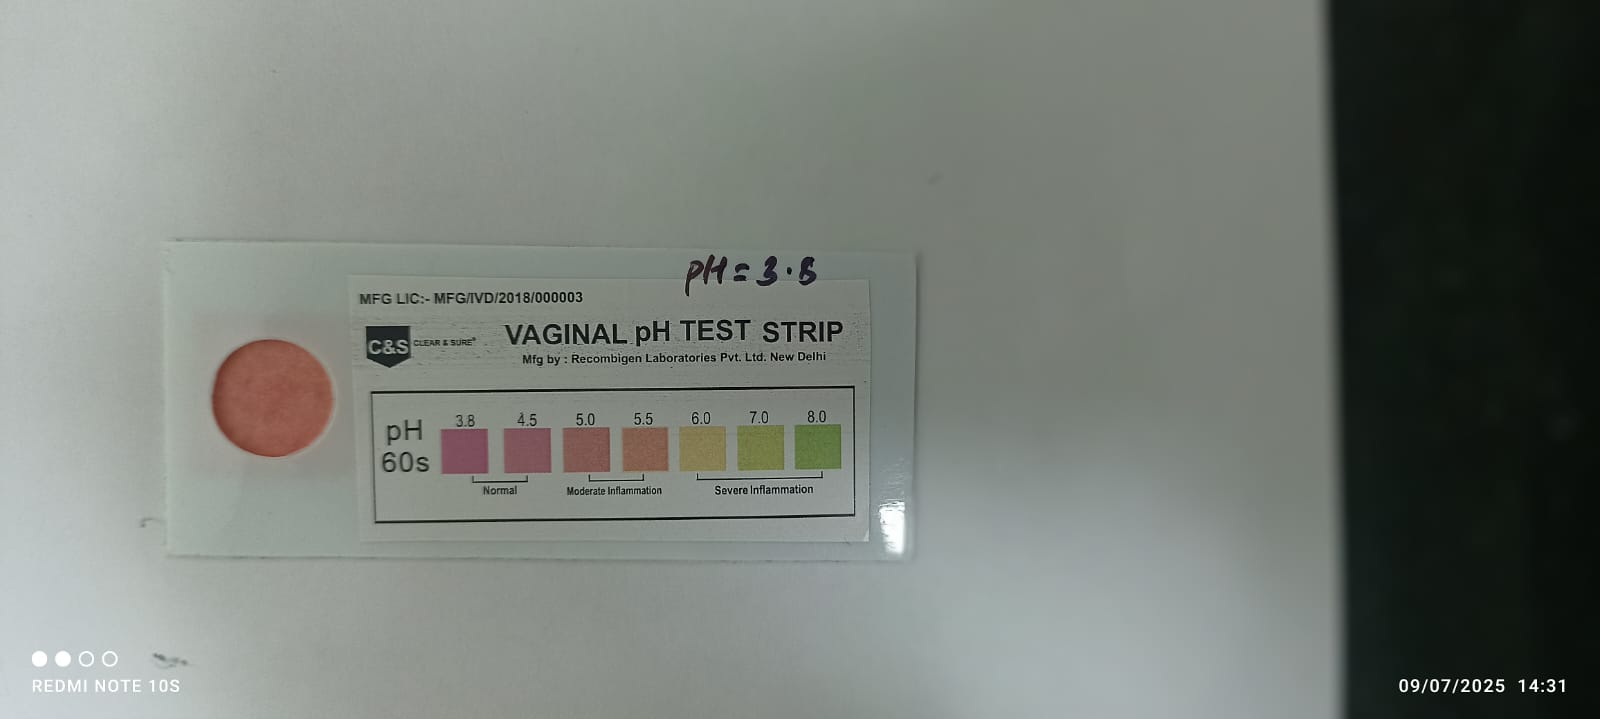 pH = 3.8
MFG LIC:- MFG/IVD/2018/000003
C&S CLEAR & SURE®
VAGINAL pH TEST STRIP
Mfg by : Recombigen Laboratories Pvt. Ltd. New Delhi
pH 60s
3.8 4.5 5.0 5.5 6.0 7.0 8.0
Normal Moderate Inflammation Severe Inflammation
REDMI NOTE 10S
09/07/2025 14:31